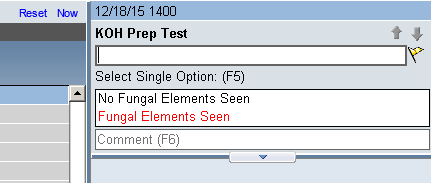 Reset Now
12/18/15 1400
KOH Prep Test
Select Single Option: (F5)
No Fungal Elements Seen
Fungal Elements Seen
Comment (F6)